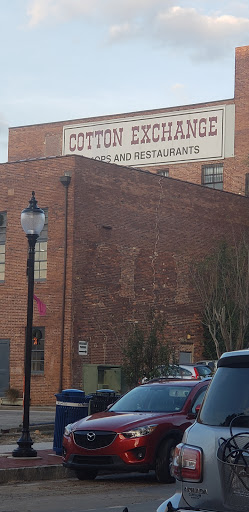 COTTON EXCHANGE
SHOPS AND RESTAURANTS